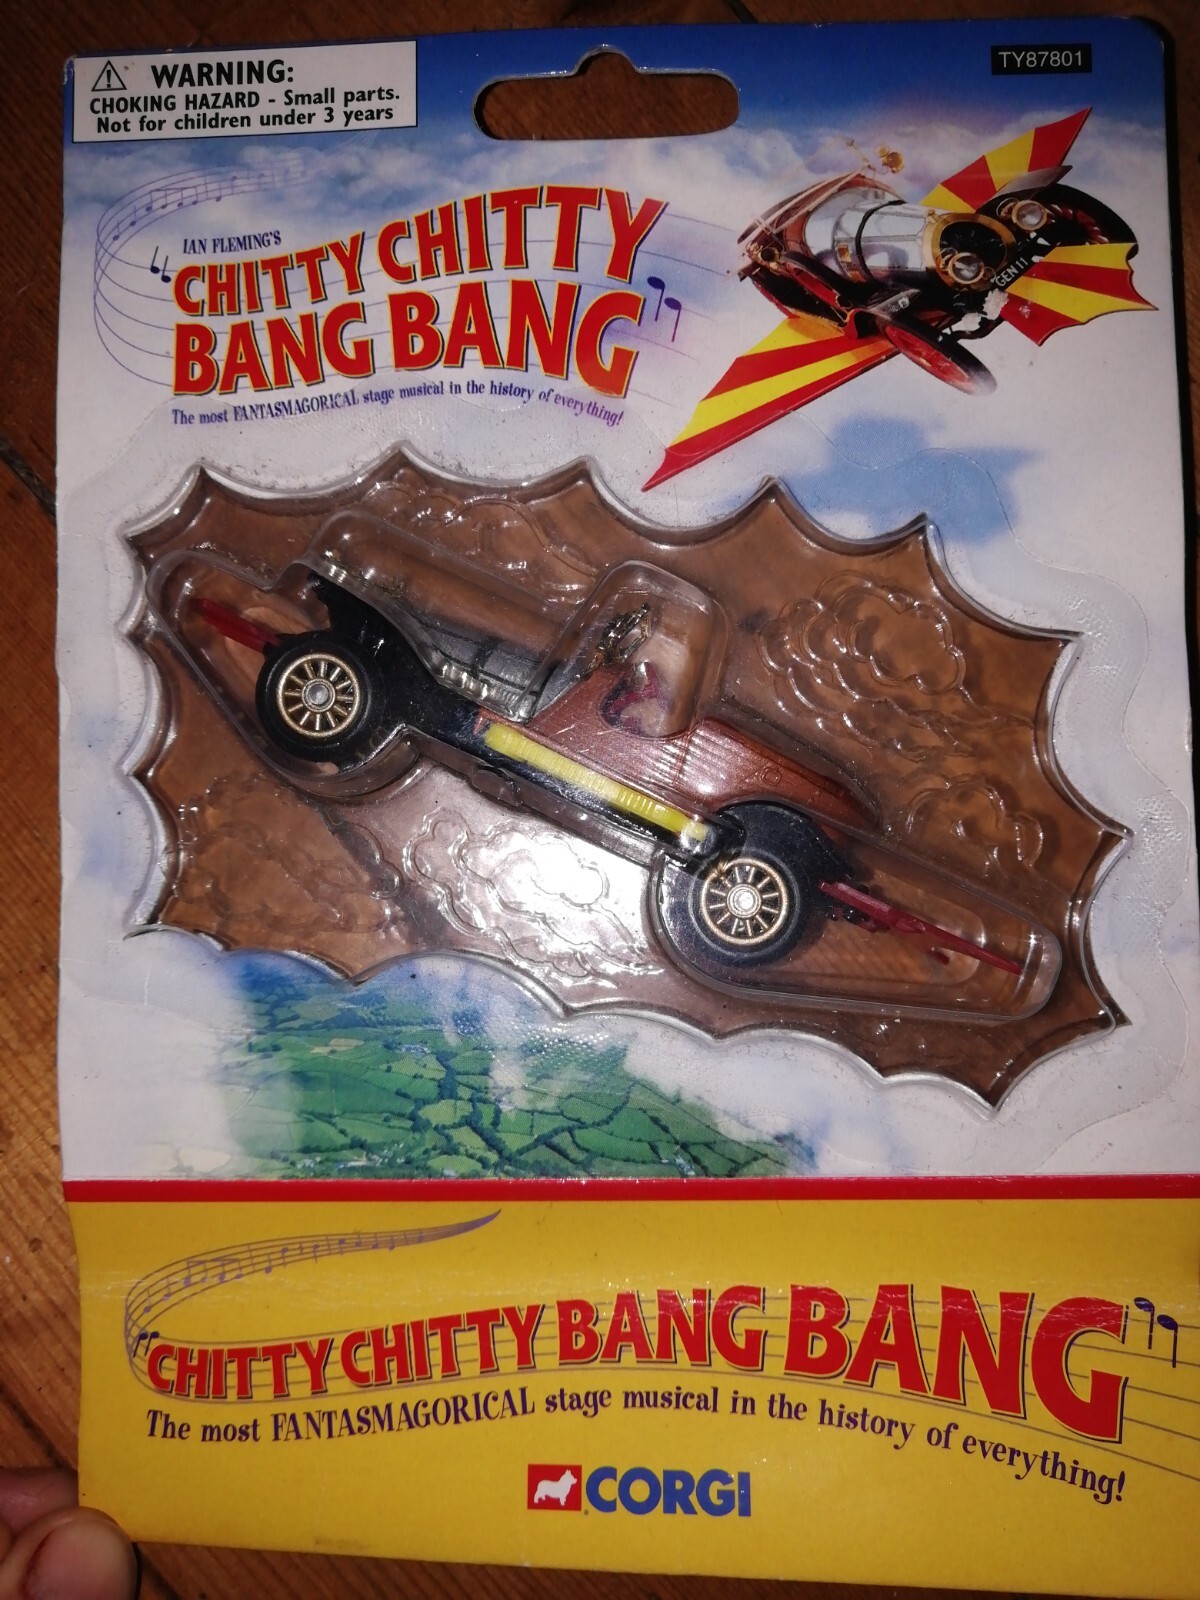 WARNING:
CHOKING HAZARD - Small parts.
Not for children under 3 years
TY87801
IAN FLEMING'S
"CHITTY CHITTY
BANG BANG"
The most FANTASMAGORICAL stage musical in the history of everything!
GEN 11
"CHITTY CHITTY BANG BANG"
The most FANTASMAGORICAL stage musical in the history of everything!
CORGI